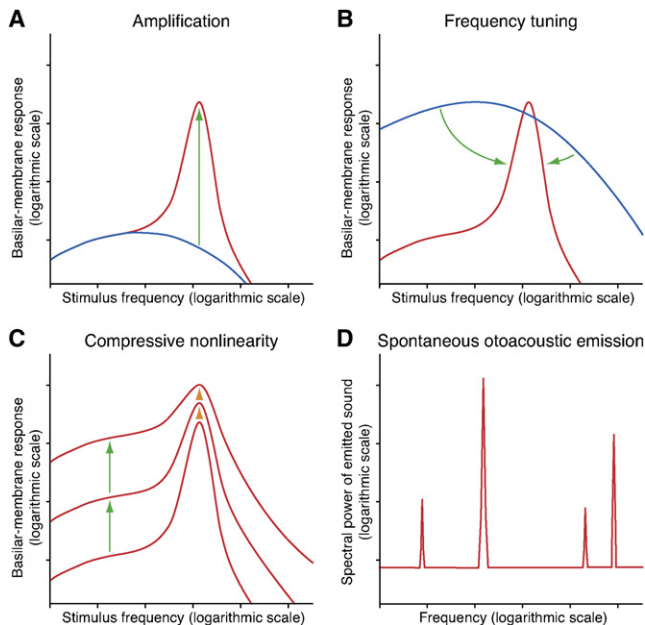 A
Amplification
Basilar-membrane response
(logarithmic scale)
Stimulus frequency (logarithmic scale)
B
Frequency tuning
Basilar-membrane response
(logarithmic scale)
Stimulus frequency (logarithmic scale)
C
Compressive nonlinearity
Basilar-membrane response
(logarithmic scale)
Stimulus frequency (logarithmic scale)
D
Spontaneous otoacoustic emission
Spectral power of emitted sound
(logarithmic scale)
Frequency (logarithmic scale)